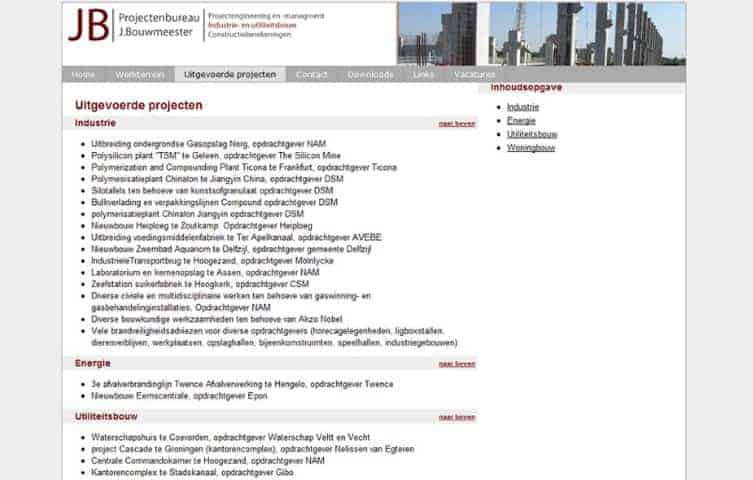 JB Projectenbureau J.Bouwmeester
Projectengineering en -managment
Industrie- en utiliteitsbouw
Constructieberekeningen
Home Werkterrein Uitgevoerde projecten Contact Downloads Links Vacatures
Uitgevoerde projecten
Industrie naar boven
Uitbreiding ondergrondse Gasopslag Norg, opdrachtgever NAM
Polysilicon plant "TSM" te Geleen, opdrachtgever The Silicon Mine
Polymerization and Compounding Plant Ticona te Frankfurt, opdrachtgever Ticona
Polymerisatieplant Chinalon te Jiangyin China, opdrachtgever DSM
Silotafels ten behoeve van kunstsofgranulaat opdrachtgever DSM
Bulkverlading en verpakkingslijnen Compound opdrachtgever DSM
polymerisatieplant Chinalon Jiangyin opdrachtgever DSM
Nieuwbouw Heiploeg te Zoutkamp. Opdrachtgever Heiploeg
Uitbreiding voedingsmiddelenfabriek te Ter Apelkanaal, opdrachtgever AVEBE
Nieuwbouw Zwembad Aquariom te Delfzijl, opdrachtgever gemeente Delfzijl
IndustrieleTransportbrug te Hoogezand, opdrachtgever Mölnlycke
Laboratorium en kernenopslag te Assen, opdrachtgever NAM
Zeefstation suikerfabriek te Hoogkerk, opdrachtgever CSM
Diverse civiele en multidisciplinaire werken ten behoeve van gaswinning- en
gasbehandelinginstallaties, Opdrachtgever NAM
Diverse bouwkundige werkzaamheden ten behoeve van Akzo Nobel
Vele brandveiligheidsadviezen voor diverse opdrachtgevers (horecagelegenheden, ligboxstallen,
dierenverblijven, werkplaatsen, opslaghallen, bijeenkomstruimten, speelhallen, industriegebouwen)
Energie naar boven
3e afvalverbrandinglijn Twence Afvalverwerking te Hengelo, opdrachtgever Twence
Nieuwbouw Eemscentrale, opdrachtgever Epon
Utiliteitsbouw naar boven
Waterschapshuis te Coevorden, opdrachtgever Waterschap Veltt en Vecht
project Cascade te Groningen (kantorencomplex), opdrachtgever Nelissen van Egteren
Centrale Commandokamer te Hoogezand, opdrachtgever NAM
Kantorencomplex te Stadskanaal, opdrachtgever Gibo
Inhoudsopgave
Industrie
Energie
Utiliteitsbouw
Woningbouw